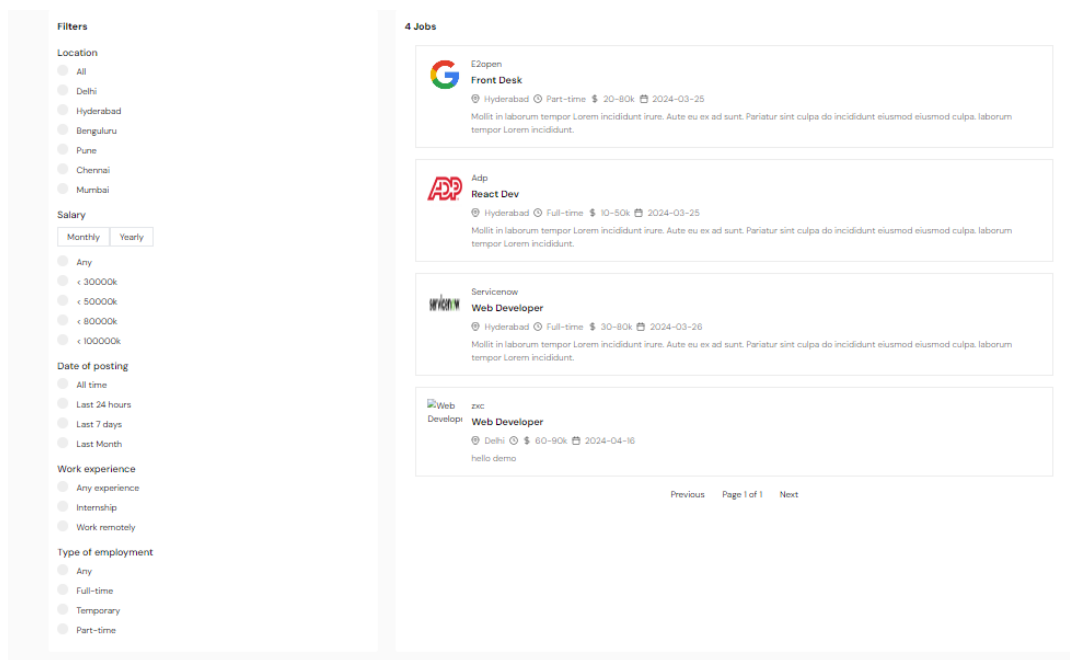 Filters
Location
All
Delhi
Hyderabad
Benguluru
Pune
Chennai
Mumbai
Salary
Monthly Yearly
Any
< 30000k
< 50000k
< 80000k
< 100000k
Date of posting
All time
Last 24 hours
Last 7 days
Last Month
Work experience
Any experience
Internship
Work remotely
Type of employment
Any
Full-time
Temporary
Part-time
4 Jobs
G
E2open
Front Desk
Hyderabad Part-time $ 20-80k 2024-03-25
Mollit in laborum tempor Lorem incididunt irure. Aute eu ex ad sunt. Pariatur sint culpa do incididunt eiusmod eiusmod culpa. laborum
tempor Lorem incididunt.
ADP
Adp
React Dev
Hyderabad Full-time $ 10-50k 2024-03-25
Mollit in laborum tempor Lorem incididunt irure. Aute eu ex ad sunt. Pariatur sint culpa do incididunt eiusmod eiusmod culpa. laborum
tempor Lorem incididunt.
servicenow
Servicenow
Web Developer
Hyderabad Full-time $ 30-80k 2024-03-26
Mollit in laborum tempor Lorem incididunt irure. Aute eu ex ad sunt. Pariatur sint culpa do incididunt eiusmod eiusmod culpa. laborum
tempor Lorem incididunt.
Web
Develop
zxc
Web Developer
Delhi $ 60-90k 2024-04-16
hello demo
Previous Page 1 of 1 Next